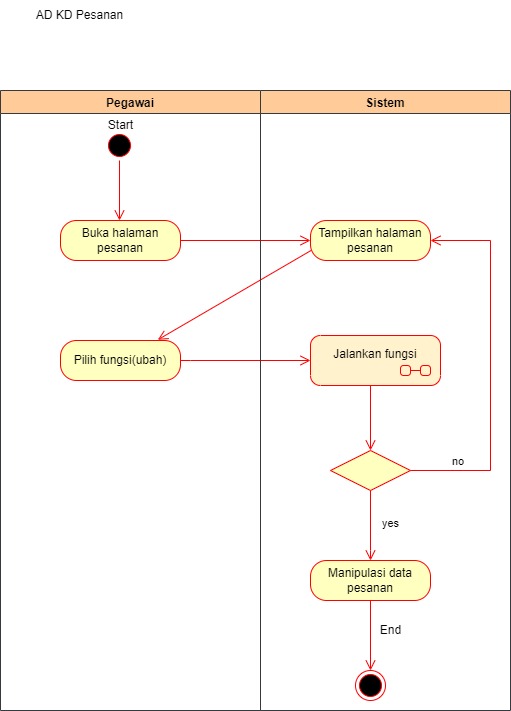 AD KD Pesanan
Pegawai
Sistem
Start
Buka halaman
pesanan
Tampilkan halaman
pesanan
Pilih fungsi(ubah)
Jalankan fungsi
no
yes
Manipulasi data
pesanan
End